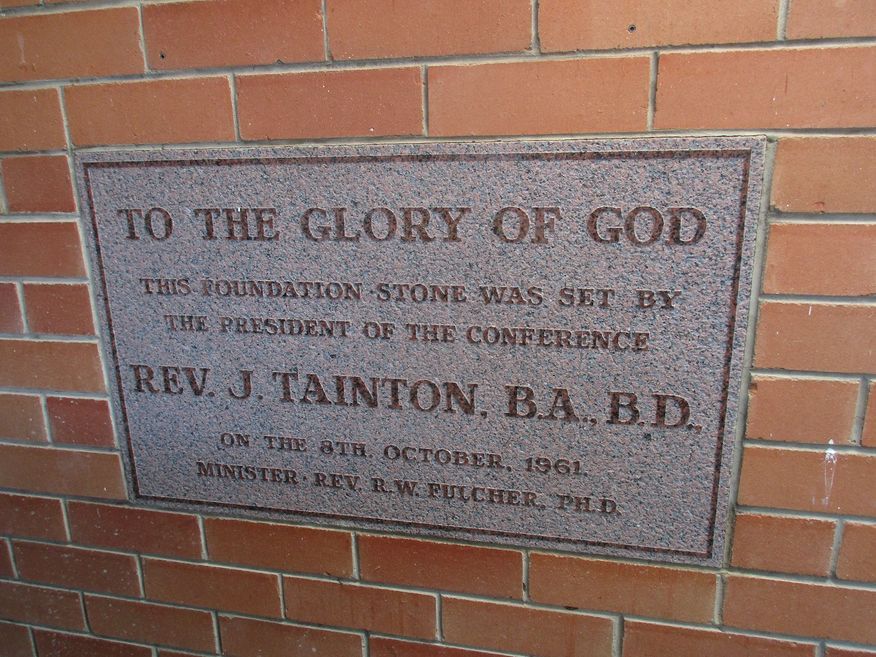 TO THE GLORY OF GOD
THIS FOUNDATION STONE WAS SET BY
THE PRESIDENT OF THE CONFERENCE
REV. J. TAINTON, B.A., B.D.,
ON THE 8TH. OCTOBER, 1961.
MINISTER · REV. R.W. FULCHER, PH.D.